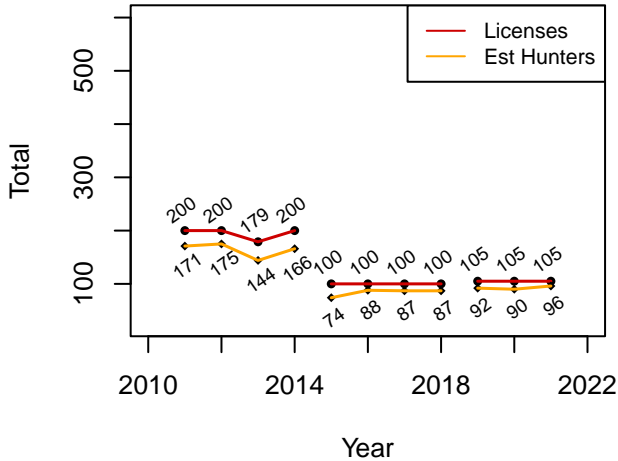 Licenses
Est Hunters
Total
500
300
100
200 200 179 200
171 175 144 166
100 100 100 100 105 105 105
74 88 87 87 92 90 96
2010 2014 2018 2022
Year